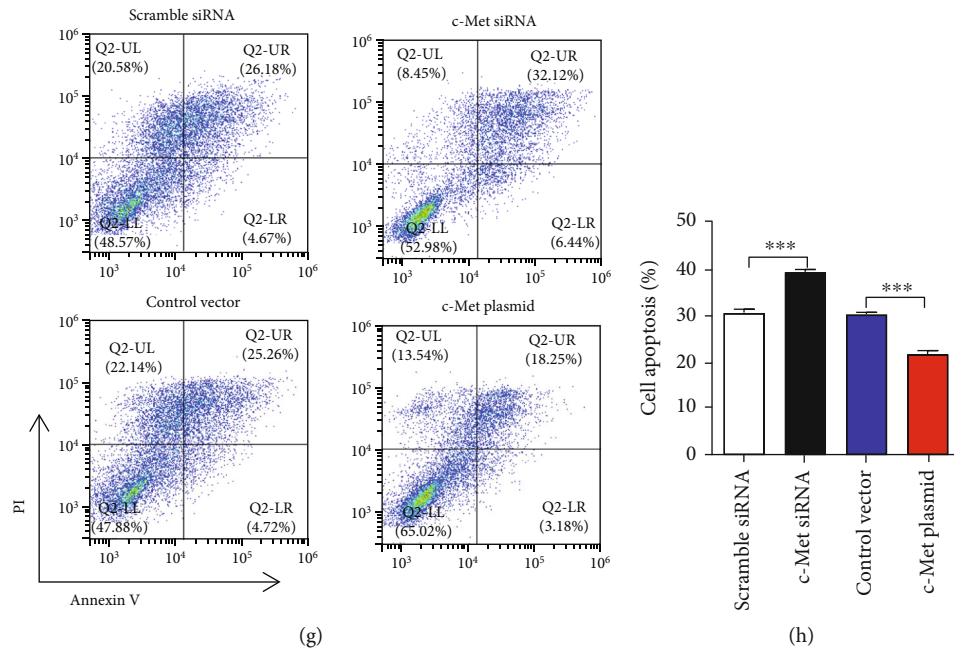 Scramble siRNA
10⁶
10⁵
10⁴
10³
Q2-UL
(20.58%)
Q2-UR
(26.18%)
Q2-LL
(48.57%)
Q2-LR
(4.67%)
10³ 10⁴ 10⁵ 10⁶
c-Met siRNA
10⁶
10⁵
10⁴
10³
Q2-UL
(8.45%)
Q2-UR
(32.12%)
Q2-LL
(52.98%)
Q2-LR
(6.44%)
10³ 10⁴ 10⁵ 10⁶
Control vector
10⁶
10⁵
10⁴
10³
Q2-UL
(22.14%)
Q2-UR
(25.26%)
Q2-LL
(47.88%)
Q2-LR
(4.72%)
10³ 10⁴ 10⁵ 10⁶
c-Met plasmid
10⁶
10⁵
10⁴
10³
Q2-UL
(13.54%)
Q2-UR
(18.25%)
Q2-LL
(65.02%)
Q2-LR
(3.18%)
10³ 10⁴ 10⁵ 10⁶
PI
Annexin V
(g)
Cell apoptosis (%)
50
40
30
20
10
0
***
***
Scramble siRNA
c-Met siRNA
Control vector
c-Met plasmid
(h)